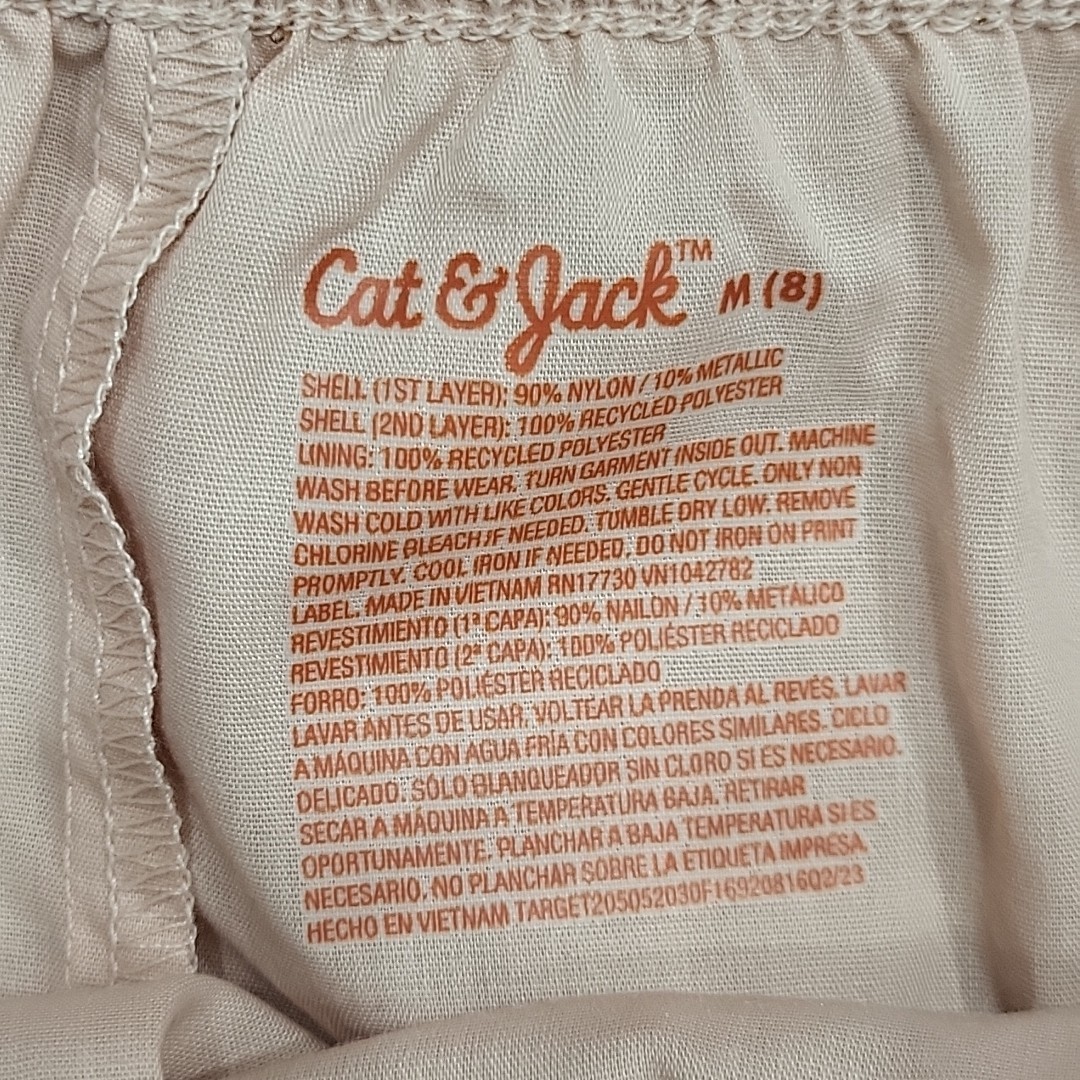 Cat & Jack™ M (8)
SHELL (1ST LAYER): 90% NYLON / 10% METALLIC
SHELL (2ND LAYER): 100% RECYCLED POLYESTER
LINING: 100% RECYCLED POLYESTER
WASH BEFORE WEAR. TURN GARMENT INSIDE OUT. MACHINE
WASH COLD WITH LIKE COLORS. GENTLE CYCLE. ONLY NON
CHLORINE BLEACH IF NEEDED. TUMBLE DRY LOW. REMOVE
PROMPTLY. COOL IRON IF NEEDED. DO NOT IRON ON PRINT
LABEL. MADE IN VIETNAM RN17730 VN1042782
REVESTIMIENTO (1ª CAPA): 90% NAILON / 10% METÁLICO
REVESTIMIENTO (2ª CAPA): 100% POLIÉSTER RECICLADO
FORRO: 100% POLIÉSTER RECICLADO
LAVAR ANTES DE USAR. VOLTEAR LA PRENDA AL REVÉS. LAVAR
A MÁQUINA CON AGUA FRÍA CON COLORES SIMILARES. CICLO
DELICADO. SÓLO BLANQUEADOR SIN CLORO SI ES NECESARIO.
SECAR A MÁQUINA A TEMPERATURA BAJA. RETIRAR
OPORTUNAMENTE. PLANCHAR A BAJA TEMPERATURA SI ES
NECESARIO. NO PLANCHAR SOBRE LA ETIQUETA IMPRESA.
HECHO EN VIETNAM TARGET205052030F1692081602/23